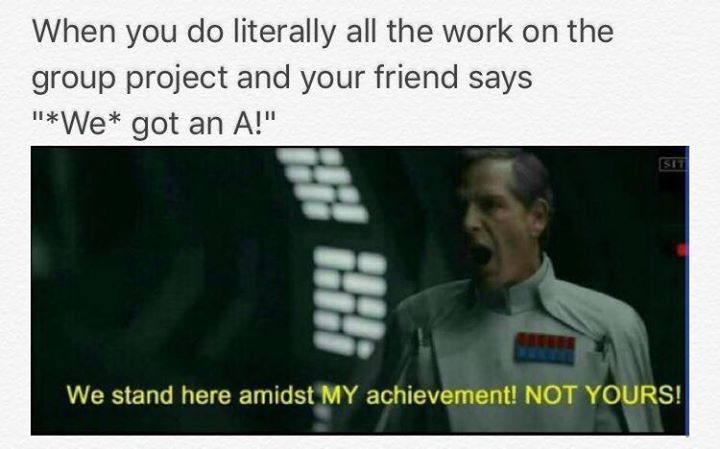 When you do literally all the work on the
group project and your friend says
"*We* got an A!"
SIT
We stand here amidst MY achievement! NOT YOURS!